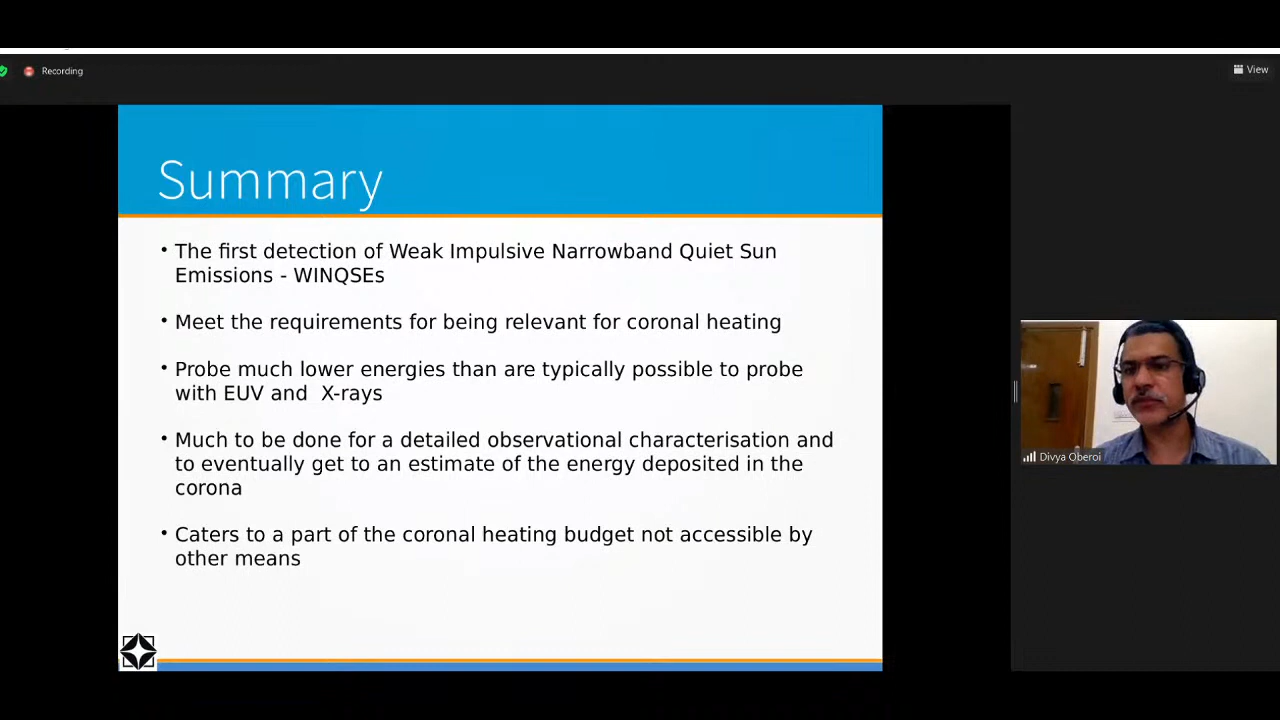 Recording
View
Summary
• The first detection of Weak Impulsive Narrowband Quiet Sun
Emissions - WINQSEs
• Meet the requirements for being relevant for coronal heating
• Probe much lower energies than are typically possible to probe
with EUV and  X-rays
• Much to be done for a detailed observational characterisation and
to eventually get to an estimate of the energy deposited in the
corona
• Caters to a part of the coronal heating budget not accessible by
other means
Divya Oberoi